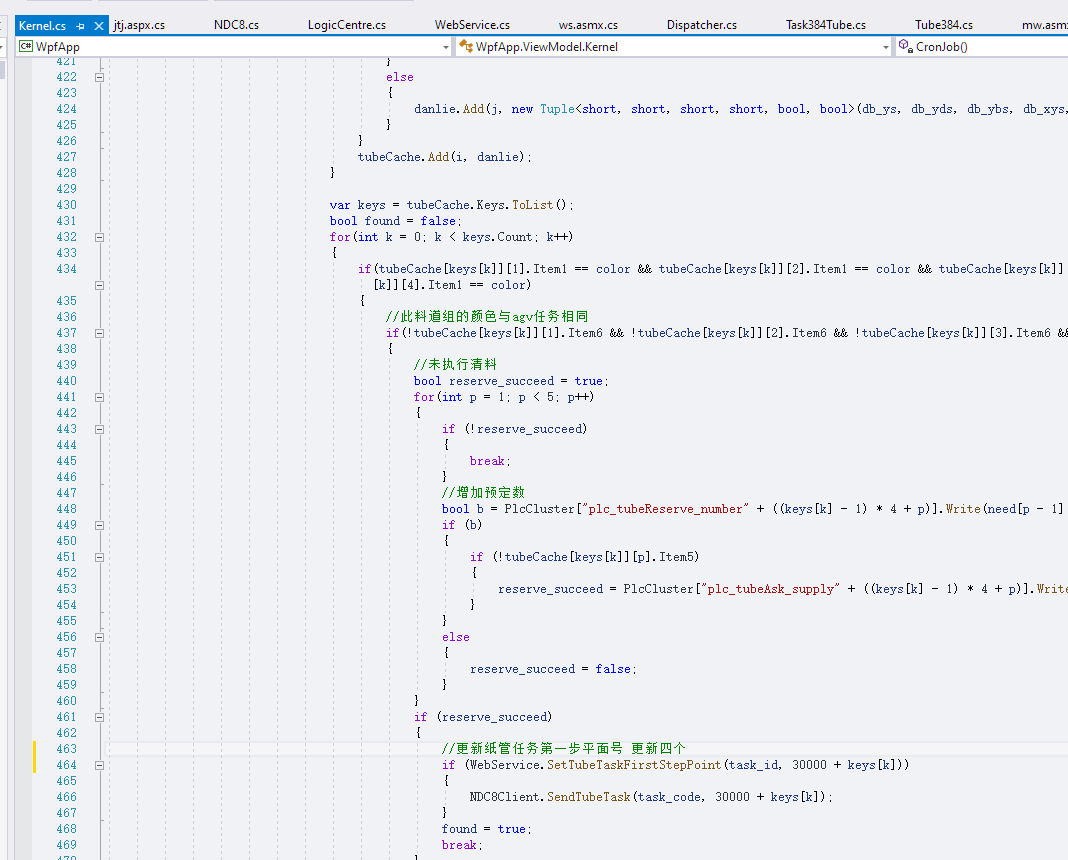 Kernel.cs jtj.aspx.cs NDC8.cs LogicCentre.cs WebService.cs ws.asmx.cs Dispatcher.cs Task384Tube.cs Tube384.cs mw.asm
C# WpfApp WpfApp.ViewModel.Kernel CronJob()
421 }
422 else
423 {
424 danlie.Add(j, new Tuple<short, short, short, short, bool, bool>(db_ys, db_yds, db_ybs, db_xys,
425 }
426 }
427 tubeCache.Add(i, danlie);
428 }
429
430 var keys = tubeCache.Keys.ToList();
431 bool found = false;
432 for(int k = 0; k < keys.Count; k++)
433 {
434 if(tubeCache[keys[k]][1].Item1 == color && tubeCache[keys[k]][2].Item1 == color && tubeCache[keys[k]]
[k]][4].Item1 == color)
435 {
436 //此料道组的颜色与agv任务相同
437 if(!tubeCache[keys[k]][1].Item6 && !tubeCache[keys[k]][2].Item6 && !tubeCache[keys[k]][3].Item6 &&
438 {
439 //未执行清料
440 bool reserve_succeed = true;
441 for(int p = 1; p < 5; p++)
442 {
443 if (!reserve_succeed)
444 {
445 break;
446 }
447 //增加预定数
448 bool b = PlcCluster["plc_tubeReserve_number" + ((keys[k] - 1) * 4 + p)].Write(need[p - 1]
449 if (b)
450 {
451 if (!tubeCache[keys[k]][p].Item5)
452 {
453 reserve_succeed = PlcCluster["plc_tubeAsk_supply" + ((keys[k] - 1) * 4 + p)].Write
454 }
455 }
456 else
457 {
458 reserve_succeed = false;
459 }
460 }
461 if (reserve_succeed)
462 {
463 //更新纸管任务第一步平面号 更新四个
464 if (WebService.SetTubeTaskFirstStepPoint(task_id, 30000 + keys[k]))
465 {
466 NDC8Client.SendTubeTask(task_code, 30000 + keys[k]);
467 }
468 found = true;
469 break;